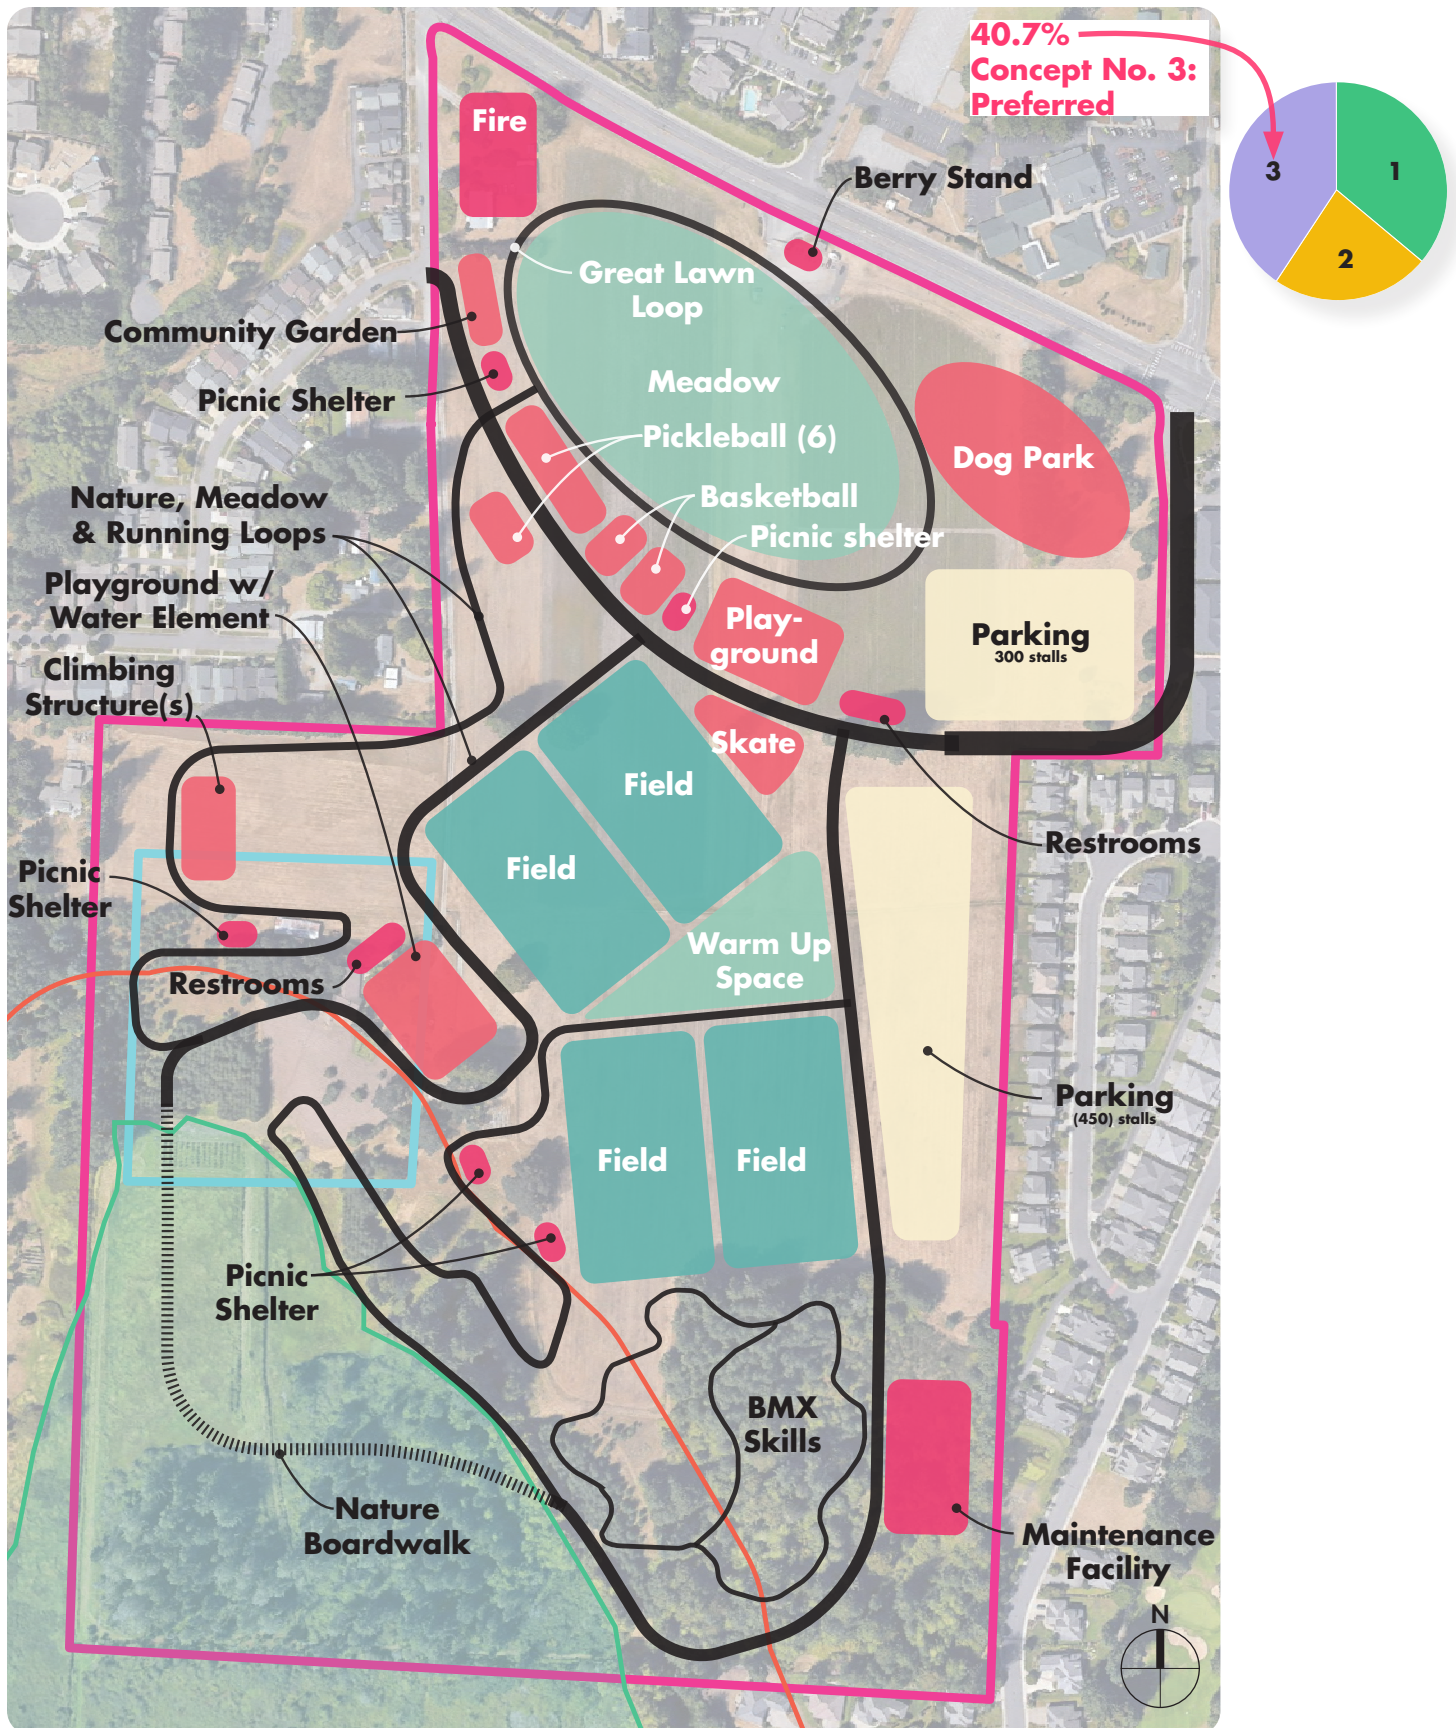 40.7%
Concept No. 3:
Preferred
1
2
3
Fire
Berry Stand
Great Lawn
Loop
Community Garden
Meadow
Picnic Shelter
Pickleball (6)
Dog Park
Nature, Meadow
& Running Loops
Basketball
Picnic shelter
Playground w/
Water Element
Play-
ground
Parking
300 stalls
Climbing
Structure(s)
Skate
Field
Field
Restrooms
Picnic
Shelter
Warm Up
Space
Restrooms
Parking
(450) stalls
Field
Field
Picnic
Shelter
BMX
Skills
Nature
Boardwalk
Maintenance
Facility
N